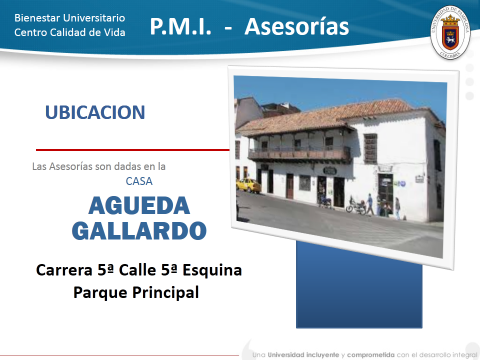 Bienestar Universitario
Centro Calidad de Vida
P.M.I. - Asesorías
UBICACION
Las Asesorías son dadas en la
CASA
AGUEDA
GALLARDO
Carrera 5ª Calle 5ª Esquina
Parque Principal
Una Universidad incluyente y comprometida con el desarrollo integral